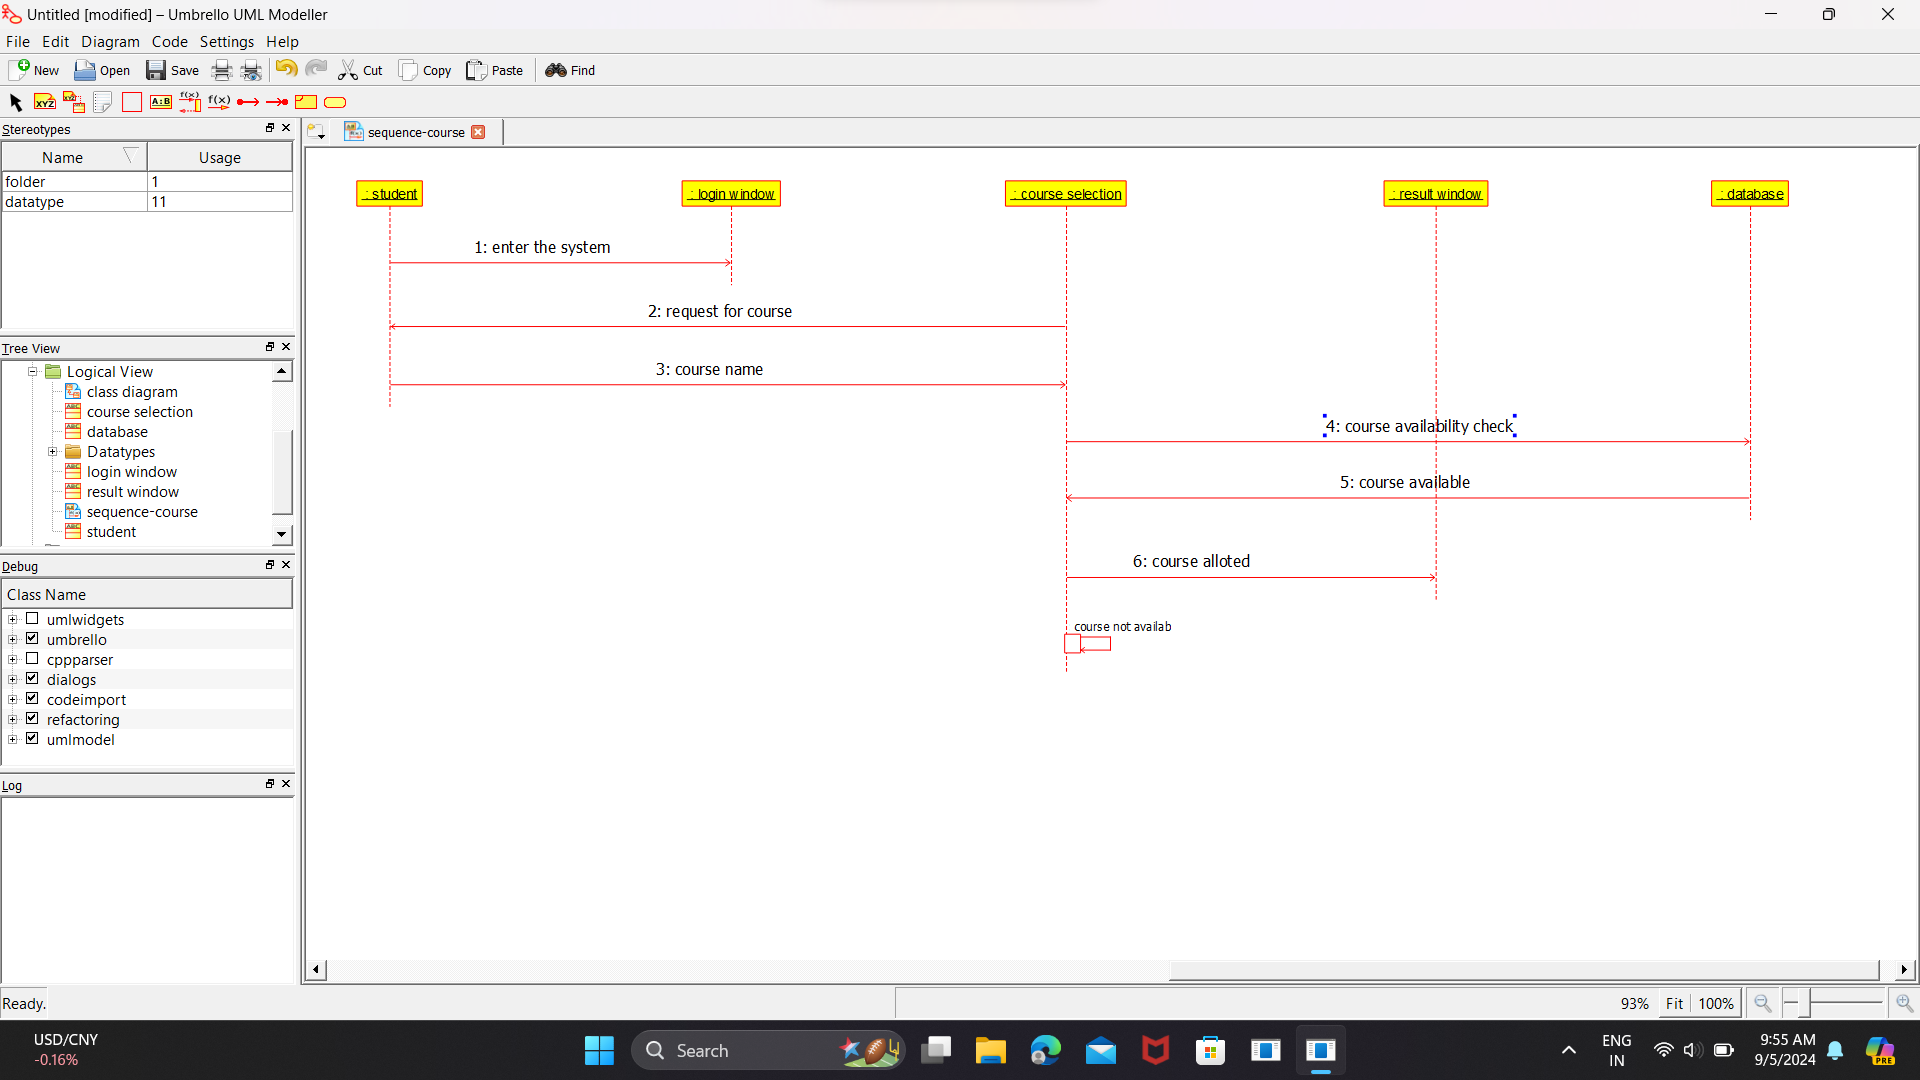 Untitled [modified] – Umbrello UML Modeller
File Edit Diagram Code Settings Help
New Open Save Cut Copy Paste Find
XYZ A:B f(x) f(x)
Stereotypes
Name Usage
folder 1
datatype 11
Tree View
Logical View
class diagram
course selection
database
Datatypes
login window
result window
sequence-course
student
Debug
Class Name
umlwidgets
umbrello
cppparser
dialogs
codeimport
refactoring
umlmodel
Log
sequence-course
: student : login window : course selection : result window : database
1: enter the system
2: request for course
3: course name
4: course availability check
5: course available
6: course alloted
course not availab
Ready. 93% Fit 100%
USD/CNY
-0.16%
Search
ENG
IN
9:55 AM
9/5/2024
PRE